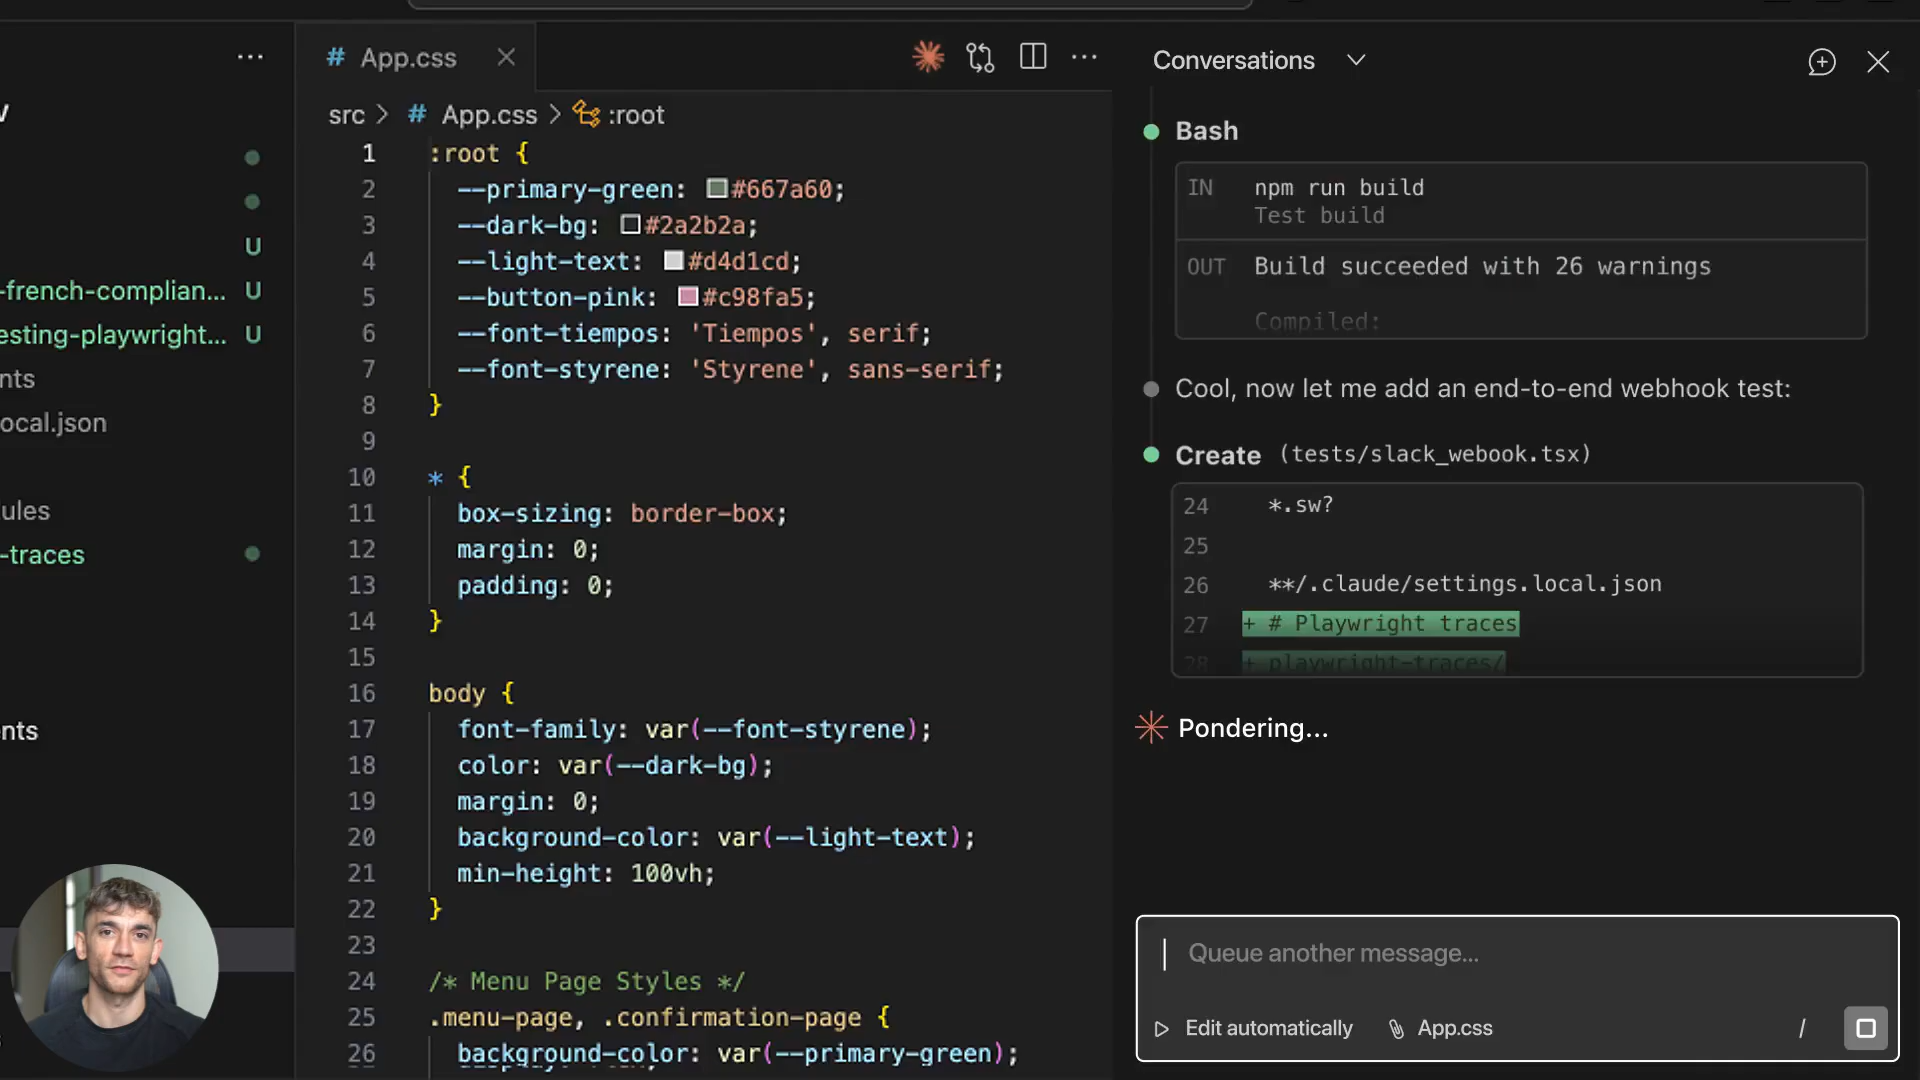 App.css
src > # App.css > :root
-french-complian... U
esting-playwright... U
U
nts
ocal.json
ules
-traces
nts
1 :root {
2 --primary-green: #667a60;
3 --dark-bg: #2a2b2a;
4 --light-text: #d4d1cd;
5 --button-pink: #c98fa5;
6 --font-tiempos: 'Tiempos', serif;
7 --font-styrene: 'Styrene', sans-serif;
8 }
9
10 * {
11 box-sizing: border-box;
12 margin: 0;
13 padding: 0;
14 }
15
16 body {
17 font-family: var(--font-styrene);
18 color: var(--dark-bg);
19 margin: 0;
20 background-color: var(--light-text);
21 min-height: 100vh;
22 }
23
24 /* Menu Page Styles */
25 .menu-page, .confirmation-page {
26 background-color: var(--primary-green);
Conversations
Bash
IN npm run build
Test build
OUT Build succeeded with 26 warnings
Compiled:
Cool, now let me add an end-to-end webhook test:
Create (tests/slack_webook.tsx)
24 *.sw?
25
26 **/.claude/settings.local.json
27 + # Playwright traces
28 + playwright-traces/
Pondering...
Queue another message...
Edit automatically App.css /